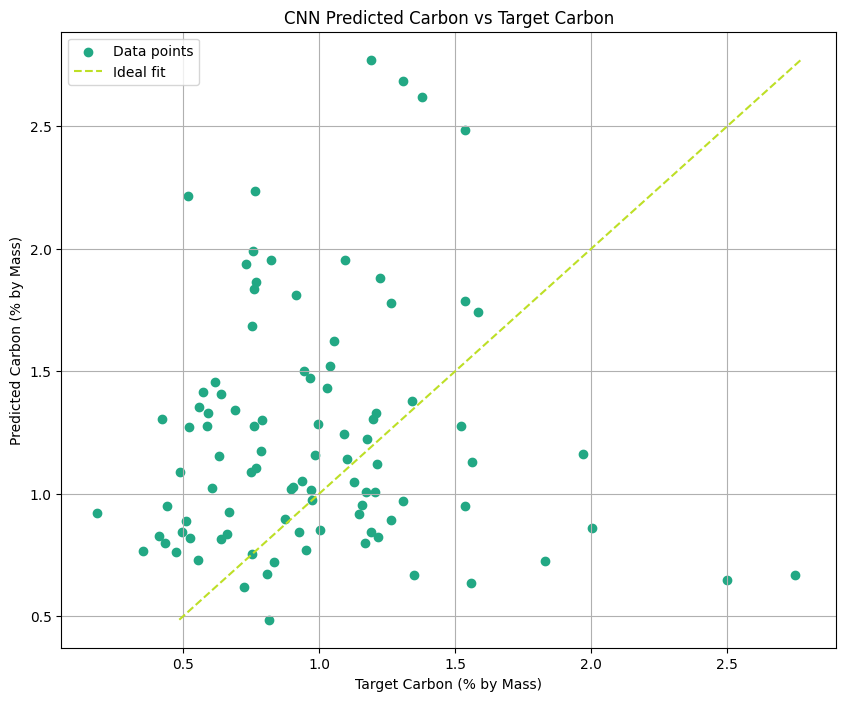 CNN Predicted Carbon vs Target Carbon
Data points
Ideal fit
Predicted Carbon (% by Mass)
2.5
2.0
1.5
1.0
0.5
0.5 1.0 1.5 2.0 2.5
Target Carbon (% by Mass)